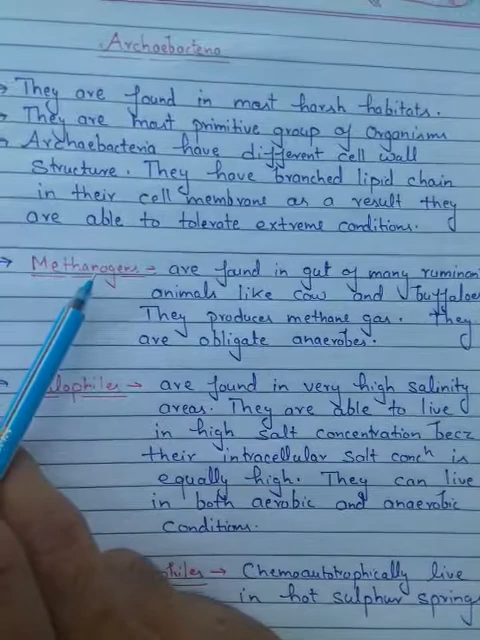 Archaebacteria
→ They are found in most harsh habitats.
→ They are most primitive group of Organisms
→ Archaebacteria have different cell wall
structure. They have branched lipid chain
in their cell membrane as a result they
are able to tolerate extreme conditions.
→ Methanogens - are found in gut of many ruminan
animals like cow and buffaloes
They produces methane gas. They
are obligate anaerobes.
lophiles → are found in very high salinity
areas. They are able to live
in high salt concentration becz
their intracellular salt concn is
equally high. They can live
in both aerobic and anaerobic
conditions.
philes → Chemoautotrophically live
in hot sulphur spring